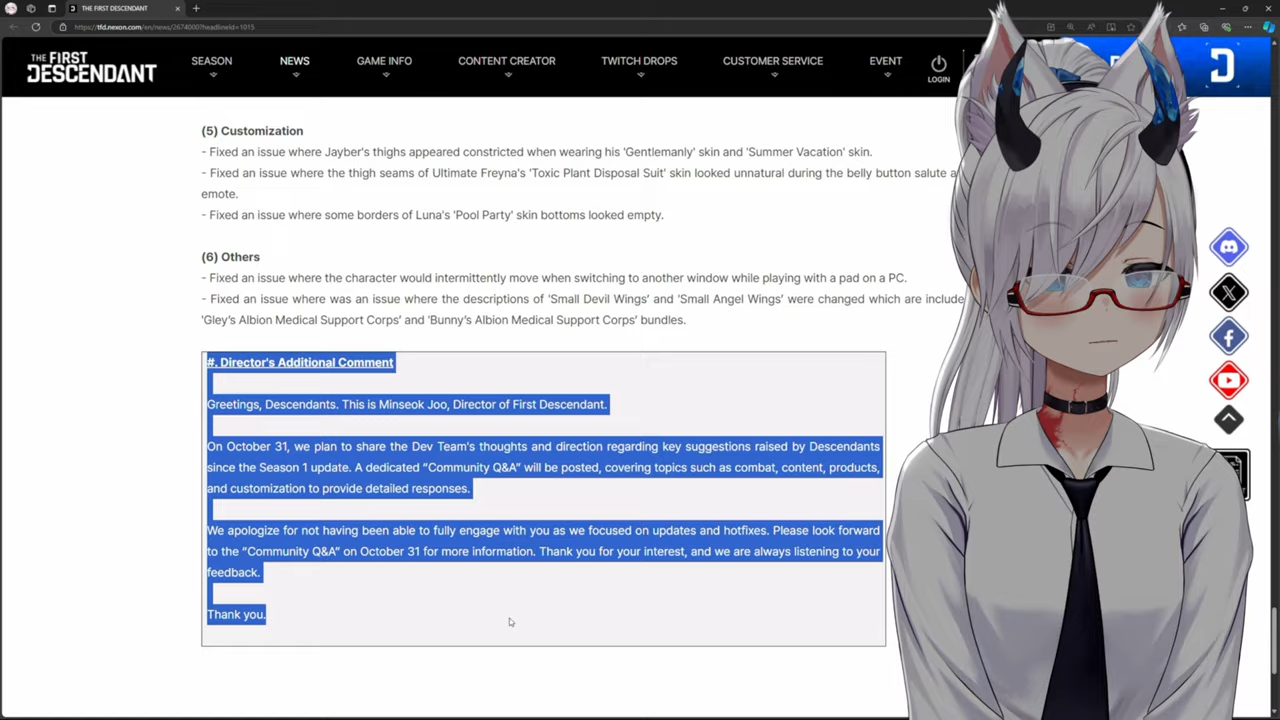 THE FIRST DESCENDANT
https://tfd.nexon.com/en/news/2674000?headlineId=1015
THE FIRST
DESCENDANT
SEASON
NEWS
GAME INFO
CONTENT CREATOR
TWITCH DROPS
CUSTOMER SERVICE
EVENT
LOGIN
(5) Customization
- Fixed an issue where Jayber's thighs appeared constricted when wearing his 'Gentlemanly' skin and 'Summer Vacation' skin.
- Fixed an issue where the thigh seams of Ultimate Freyna's 'Toxic Plant Disposal Suit' skin looked unnatural during the belly button salute
emote.
- Fixed an issue where some borders of Luna's 'Pool Party' skin bottoms looked empty.
(6) Others
- Fixed an issue where the character would intermittently move when switching to another window while playing with a pad on a PC.
- Fixed an issue where was an issue where the descriptions of 'Small Devil Wings' and 'Small Angel Wings' were changed which are include
'Gley's Albion Medical Support Corps' and 'Bunny's Albion Medical Support Corps' bundles.
#. Director's Additional Comment
Greetings, Descendants. This is Minseok Joo, Director of First Descendant.
On October 31, we plan to share the Dev Team's thoughts and direction regarding key suggestions raised by Descendants
since the Season 1 update. A dedicated “Community Q&A” will be posted, covering topics such as combat, content, products,
and customization to provide detailed responses.
We apologize for not having been able to fully engage with you as we focused on updates and hotfixes. Please look forward
to the “Community Q&A” on October 31 for more information. Thank you for your interest, and we are always listening to your
feedback.
Thank you.